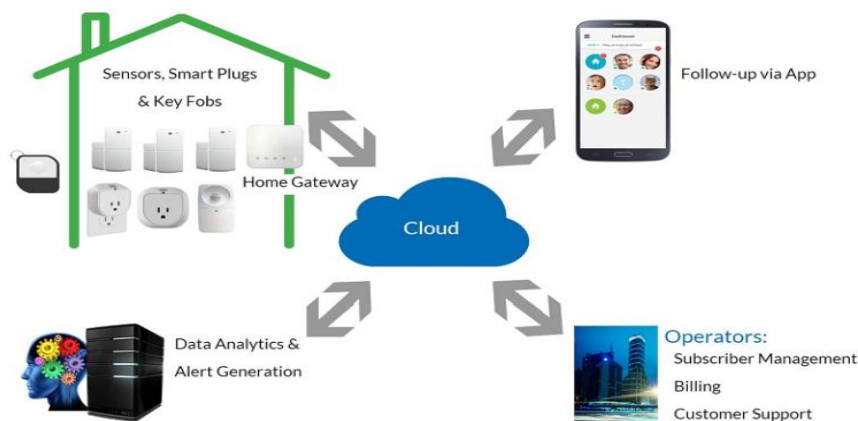 Sensors, Smart Plugs
& Key Fobs
Home Gateway
Dashboard
Follow-up via App
Cloud
Data Analytics &
Alert Generation
Operators:
Subscriber Management
Billing
Customer Support